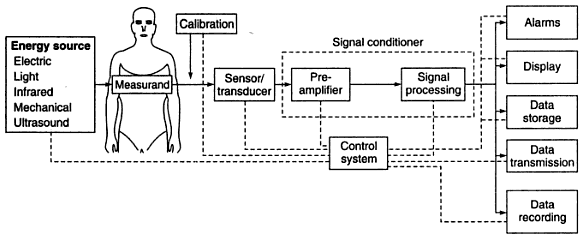 Energy source
Electric
Light
Infrared
Mechanical
Ultrasound
Measurand
Calibration
Sensor/
transducer
Signal conditioner
Pre-
amplifier
Signal
processing
Control
system
Alarms
Display
Data
storage
Data
transmission
Data
recording